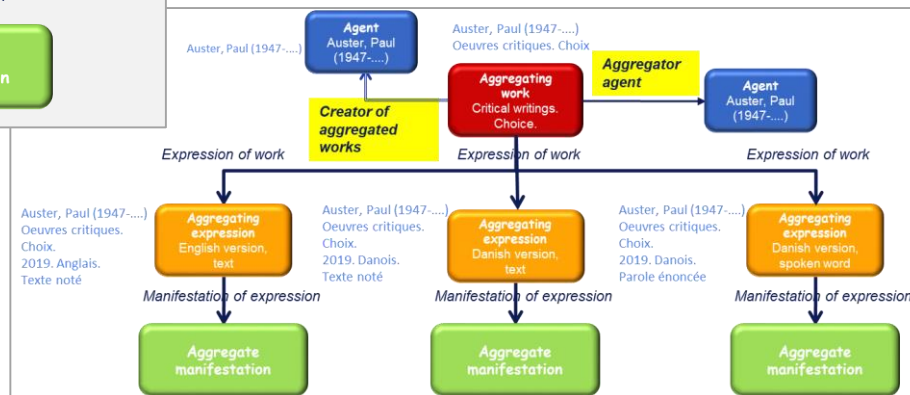 n
Auster, Paul (1947-....)
Agent
Auster, Paul
(1947-....)
Auster, Paul (1947-....)
Oeuvres critiques. Choix
Aggregating
work
Critical writings.
Choice.
Aggregator
agent
Agent
Auster, Paul
(1947-....)
Creator of
aggregated
works
Expression of work
Expression of work
Expression of work
Auster, Paul (1947-....)
Oeuvres critiques.
Choix.
2019. Anglais.
Texte noté
Aggregating
expression
English version,
text
Auster, Paul (1947-....)
Oeuvres critiques.
Choix.
2019. Danois.
Texte noté
Aggregating
expression
Danish version,
text
Auster, Paul (1947-....)
Oeuvres critiques.
Choix.
2019. Danois.
Parole énoncée
Aggregating
expression
Danish version,
spoken word
Manifestation of expression
Manifestation of expression
Manifestation of expression
Aggregate
manifestation
Aggregate
manifestation
Aggregate
manifestation